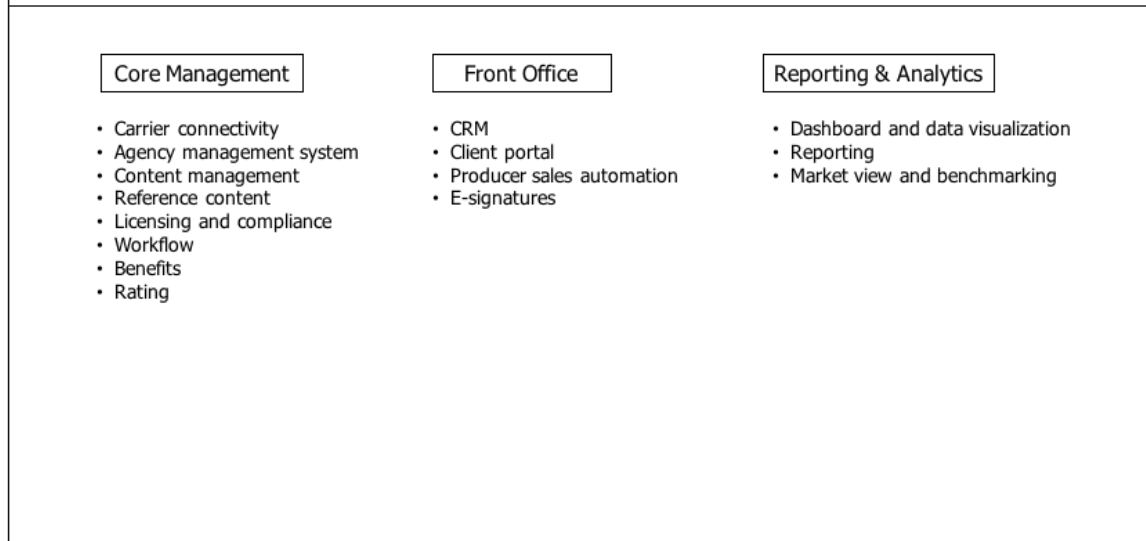 Core Management
• Carrier connectivity
• Agency management system
• Content management
• Reference content
• Licensing and compliance
• Workflow
• Benefits
• Rating
Front Office
• CRM
• Client portal
• Producer sales automation
• E-signatures
Reporting & Analytics
• Dashboard and data visualization
• Reporting
• Market view and benchmarking